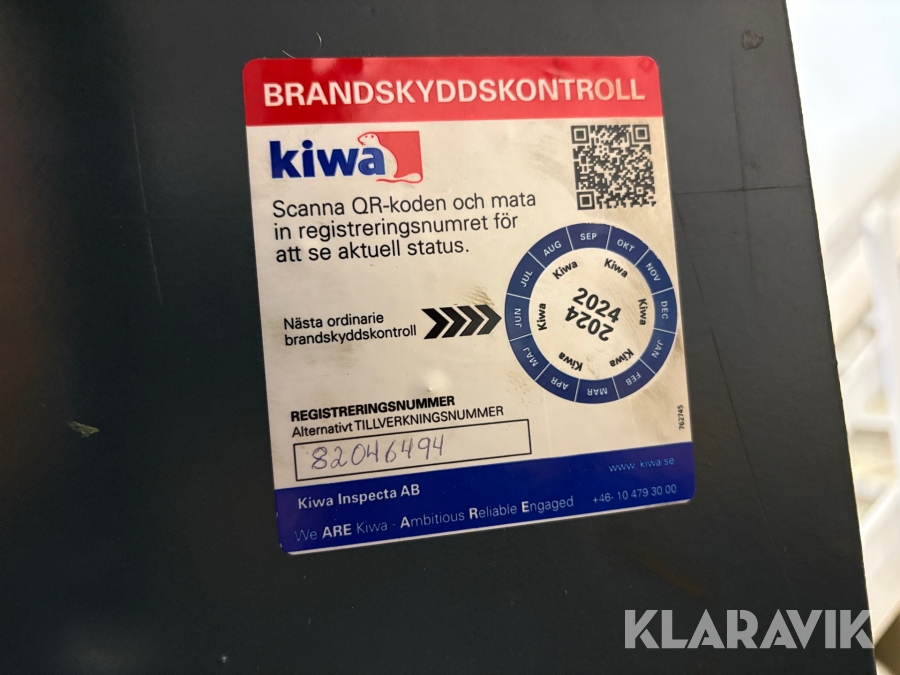 BRANDSKYDDSKONTROLL
kiwa
Scanna QR-koden och mata
in registreringsnumret för
att se aktuell status.
Nästa ordinarie
brandskyddskontroll
JAN
FEB
MAR
APR
MAJ
JUN
JUL
AUG
SEP
OKT
NOV
DEC
Kiwa
Kiwa
Kiwa
Kiwa
Kiwa
Kiwa
2024
2024
REGISTRERINGSNUMMER
Alternativt TILLVERKNINGSNUMMER
82046494
762745
Kiwa Inspecta AB
www.kiwa.se
We ARE Kiwa - Ambitious Reliable Engaged
+46- 10 479 30 00
KLARAVIK